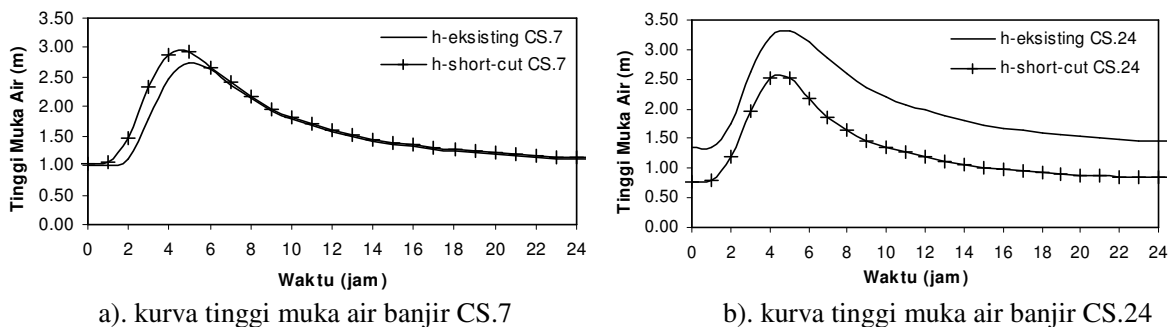 Tinggi Muka Air (m)
3.50
3.00
2.50
2.00
1.50
1.00
0.50
0.00
h-eksisting CS.7
h-short-cut CS.7
0 2 4 6 8 10 12 14 16 18 20 22 24
Waktu (jam)
a). kurva tinggi muka air banjir CS.7
Tinggi Muka Air (m)
3.50
3.00
2.50
2.00
1.50
1.00
0.50
0.00
h-eksisting CS.24
h-short-cut CS.24
0 2 4 6 8 10 12 14 16 18 20 22 24
Waktu (jam)
b). kurva tinggi muka air banjir CS.24